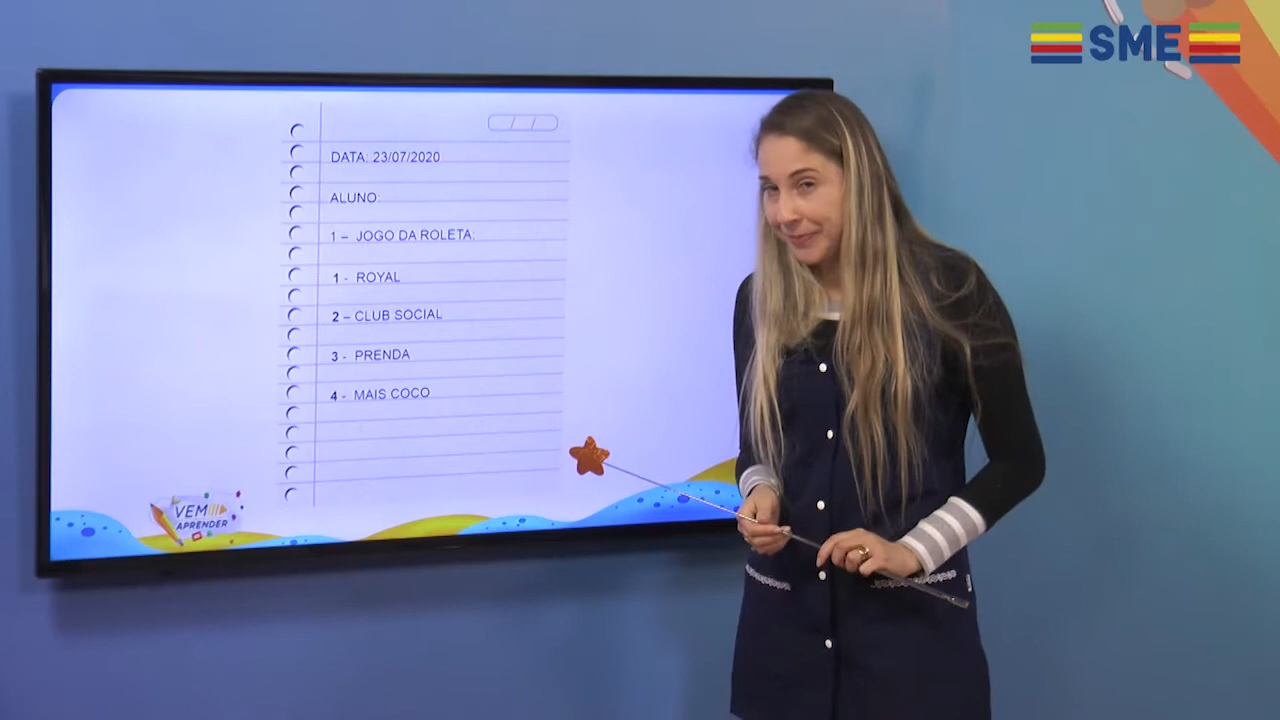 SME
DATA: 23/07/2020
ALUNO:
1 – JOGO DA ROLETA:
1 - ROYAL
2 – CLUB SOCIAL
3 - PRENDA
4 - MAIS COCO
VEM
APRENDER